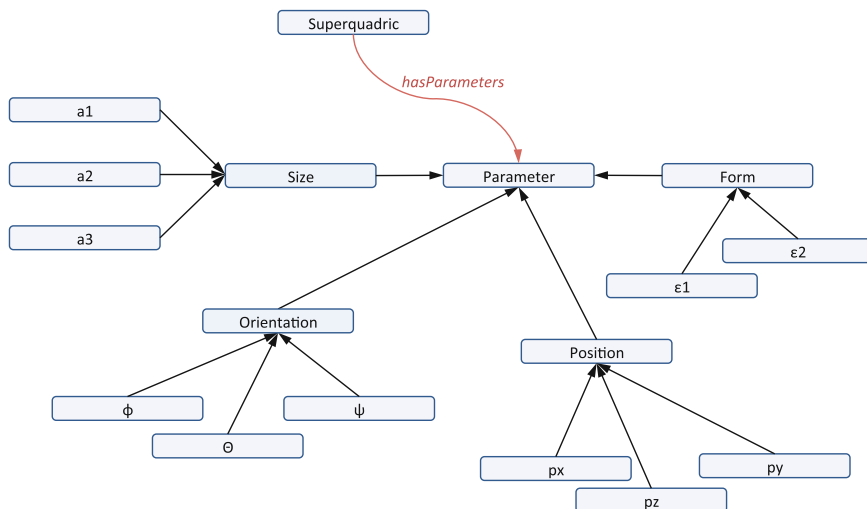 Superquadric
hasParameters
a1
a2
Size
Parameter
Form
a3
ε2
ε1
Orientation
Position
ϕ
ψ
Θ
px
py
pz